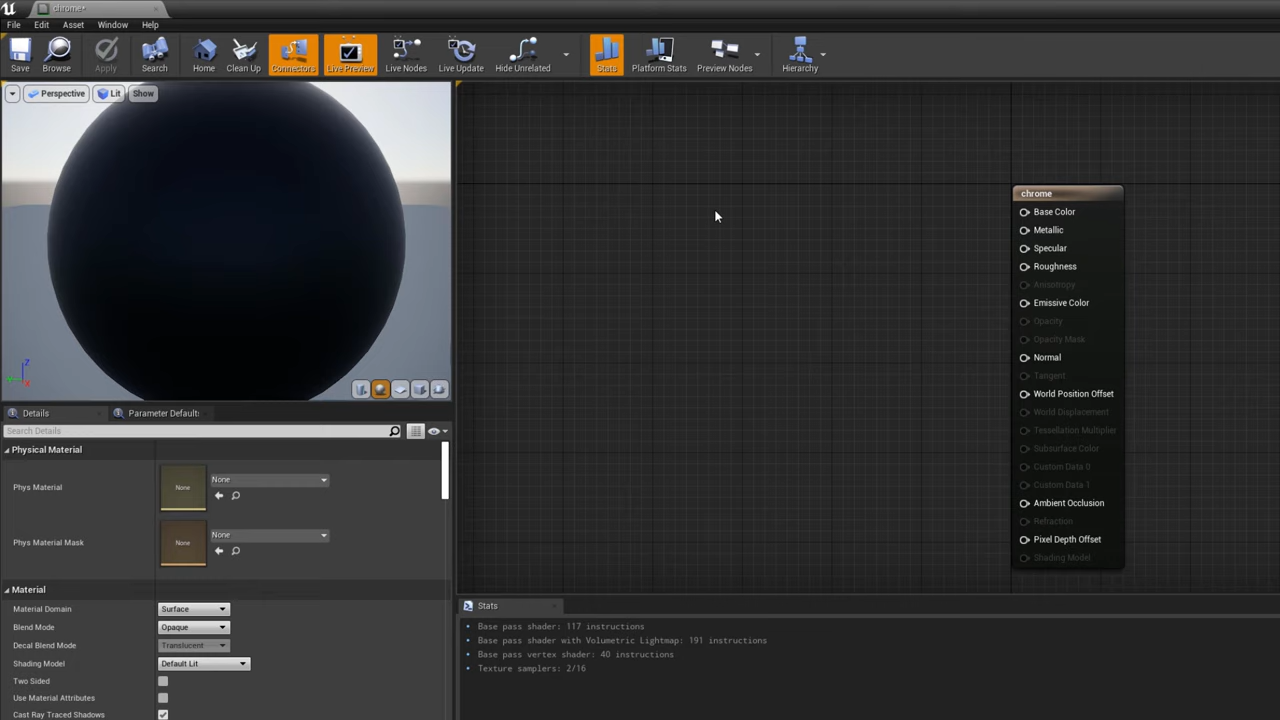 chrome*
File Edit Asset Window Help
Save Browse Apply Search Home Clean Up Connectors Live Preview Live Nodes Live Update Hide Unrelated Stats Platform Stats Preview Nodes Hierarchy
Perspective Lit Show
chrome
Base Color
Metallic
Specular
Roughness
Anisotropy
Emissive Color
Opacity
Opacity Mask
Normal
Tangent
World Position Offset
World Displacement
Tessellation Multiplier
Subsurface Color
Custom Data 0
Custom Data 1
Ambient Occlusion
Refraction
Pixel Depth Offset
Shading Model
Z
Y
X
Details Parameter Defaults
Search Details
Physical Material
Phys Material None None
Phys Material Mask None None
Material
Material Domain Surface
Blend Mode Opaque
Decal Blend Mode Translucent
Shading Model Default Lit
Two Sided
Use Material Attributes
Cast Ray Traced Shadows
Stats
Base pass shader: 117 instructions
Base pass shader with Volumetric Lightmap: 191 instructions
Base pass vertex shader: 40 instructions
Texture samplers: 2/16